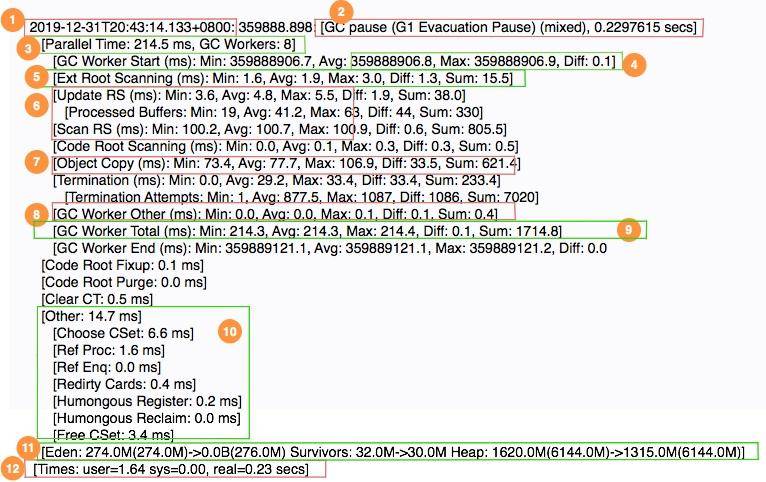 1 2019-12-31T20:43:14.133+0800: 359888.898: 2 [GC pause (G1 Evacuation Pause) (mixed), 0.2297615 secs]
3 [Parallel Time: 214.5 ms, GC Workers: 8]
[GC Worker Start (ms): Min: 359888906.7, Avg: 359888906.8, Max: 359888906.9, Diff: 0.1] 4
5 [Ext Root Scanning (ms): Min: 1.6, Avg: 1.9, Max: 3.0, Diff: 1.3, Sum: 15.5]
6 [Update RS (ms): Min: 3.6, Avg: 4.8, Max: 5.5, Diff: 1.9, Sum: 38.0]
[Processed Buffers: Min: 19, Avg: 41.2, Max: 63, Diff: 44, Sum: 330]
[Scan RS (ms): Min: 100.2, Avg: 100.7, Max: 100.9, Diff: 0.6, Sum: 805.5]
[Code Root Scanning (ms): Min: 0.0, Avg: 0.1, Max: 0.3, Diff: 0.3, Sum: 0.5]
7 [Object Copy (ms): Min: 73.4, Avg: 77.7, Max: 106.9, Diff: 33.5, Sum: 621.4]
[Termination (ms): Min: 0.0, Avg: 29.2, Max: 33.4, Diff: 33.4, Sum: 233.4]
[Termination Attempts: Min: 1, Avg: 877.5, Max: 1087, Diff: 1086, Sum: 7020]
8 [GC Worker Other (ms): Min: 0.0, Avg: 0.0, Max: 0.1, Diff: 0.1, Sum: 0.4]
[GC Worker Total (ms): Min: 214.3, Avg: 214.3, Max: 214.4, Diff: 0.1, Sum: 1714.8] 9
[GC Worker End (ms): Min: 359889121.1, Avg: 359889121.1, Max: 359889121.2, Diff: 0.0
[Code Root Fixup: 0.1 ms]
[Code Root Purge: 0.0 ms]
[Clear CT: 0.5 ms]
[Other: 14.7 ms]
[Choose CSet: 6.6 ms] 10
[Ref Proc: 1.6 ms]
[Ref Enq: 0.0 ms]
[Redirty Cards: 0.4 ms]
[Humongous Register: 0.2 ms]
[Humongous Reclaim: 0.0 ms]
[Free CSet: 3.4 ms]
11 [Eden: 274.0M(274.0M)->0.0B(276.0M) Survivors: 32.0M->30.0M Heap: 1620.0M(6144.0M)->1315.0M(6144.0M)]
12 [Times: user=1.64 sys=0.00, real=0.23 secs]